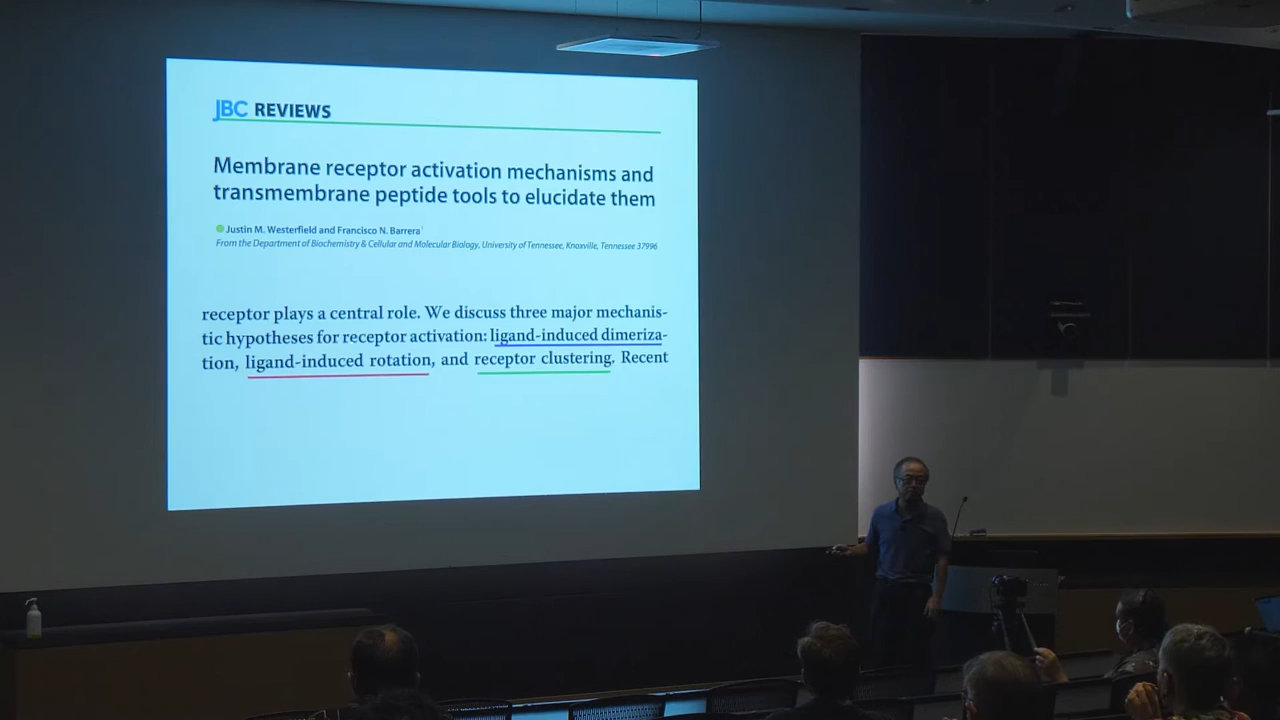 JBC REVIEWS
Membrane receptor activation mechanisms and
transmembrane peptide tools to elucidate them
Justin M. Westerfield and Francisco N. Barrera¹
From the Department of Biochemistry & Cellular and Molecular Biology, University of Tennessee, Knoxville, Tennessee 37996
receptor plays a central role. We discuss three major mechanis-
tic hypotheses for receptor activation: ligand-induced dimeriza-
tion, ligand-induced rotation, and receptor clustering. Recent